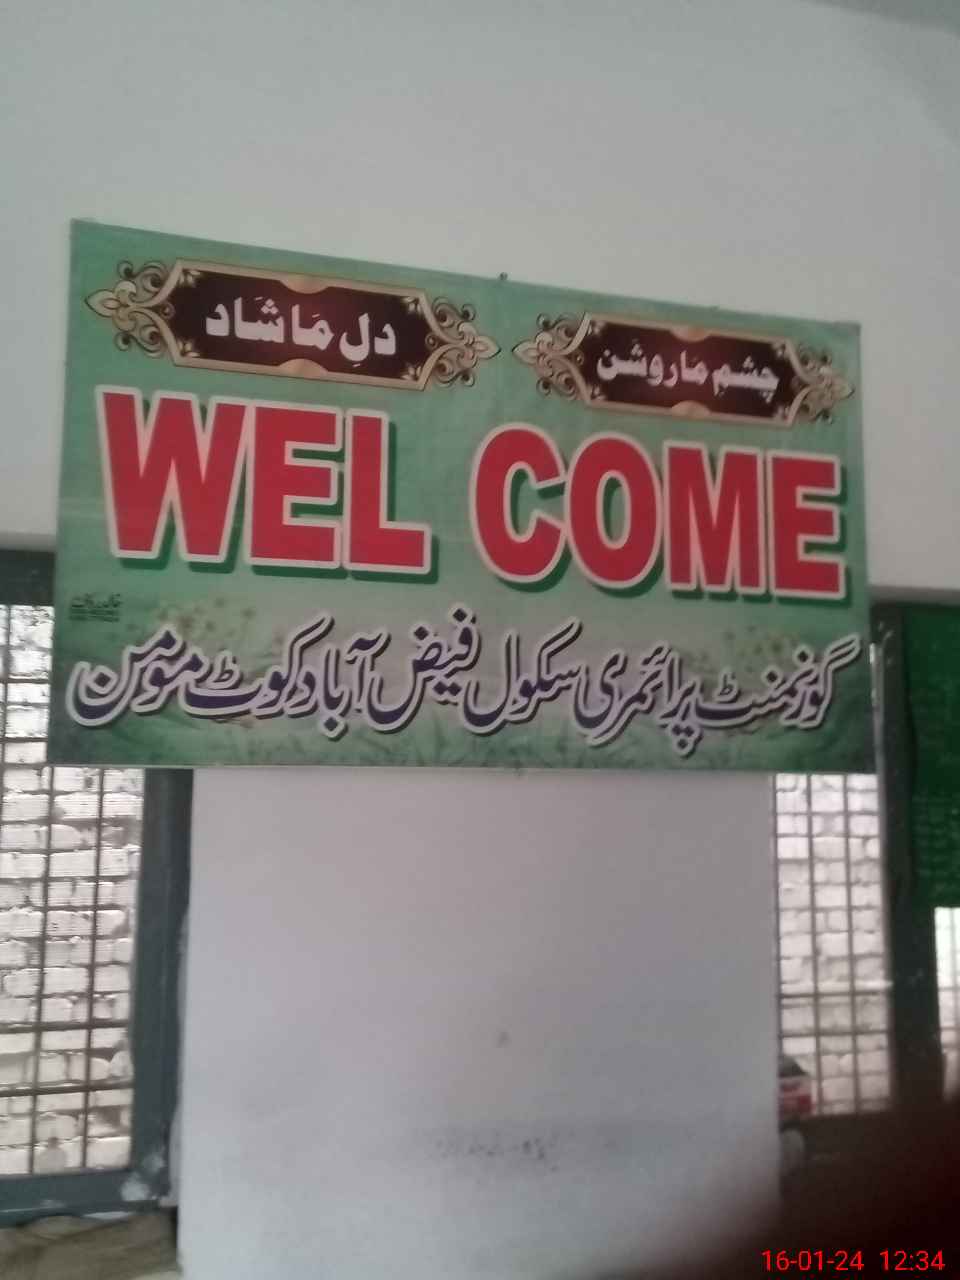 چشمِ ما روشن دلِ ما شاد
WEL COME
گورنمنٹ پرائمری سکول فیض آباد کوٹ مومن
16-01-24 12:34